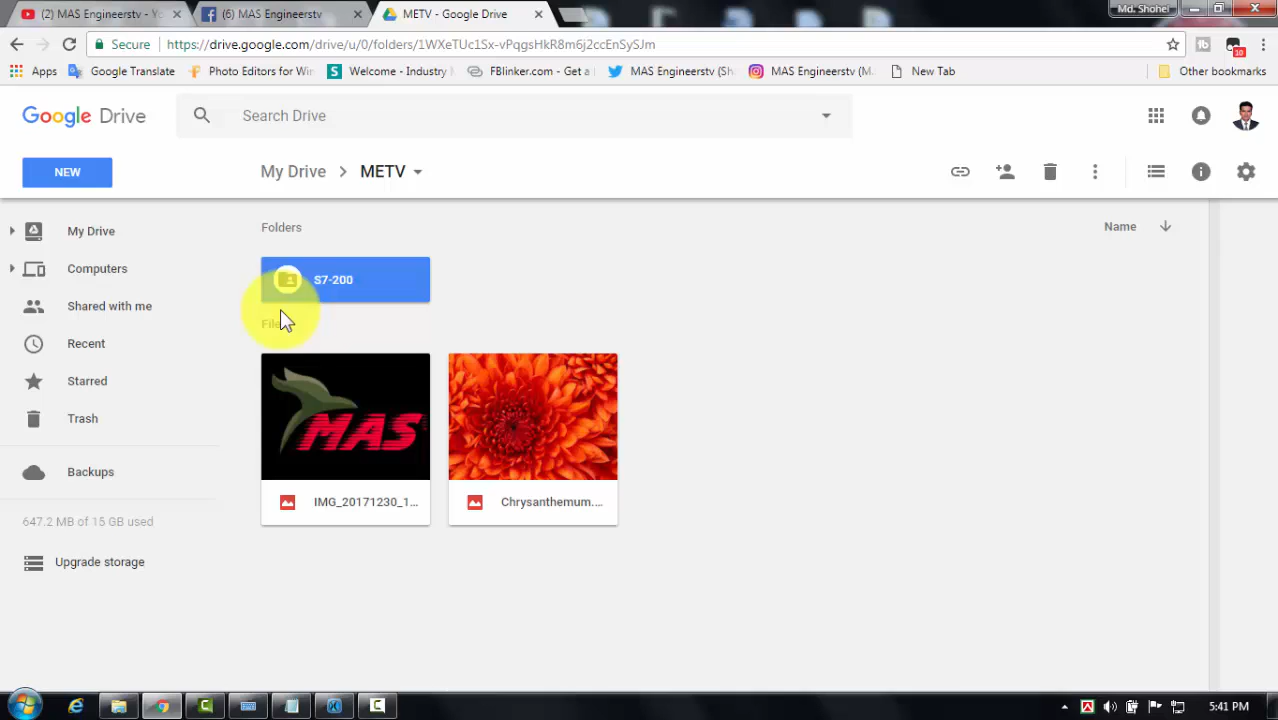 (2) MAS Engineerstv - Yo
(6) MAS Engineerstv
METV - Google Drive
Md. Shohel
Secure
https://drive.google.com/drive/u/0/folders/1WXeTUc1Sx-vPqgsHkR8m6j2ccEnSySJm
10
Apps
Google Translate
Photo Editors for Win
Welcome - Industry
FBlinker.com - Get a
MAS Engineerstv (Sh
MAS Engineerstv (M
New Tab
Other bookmarks
Google Drive
Search Drive
NEW
My Drive
METV
My Drive
Computers
Shared with me
Recent
Starred
Trash
Backups
647.2 MB of 15 GB used
Upgrade storage
Folders
Name
S7-200
MAS
IMG_20171230_1...
Chrysanthemum....
5:41 PM